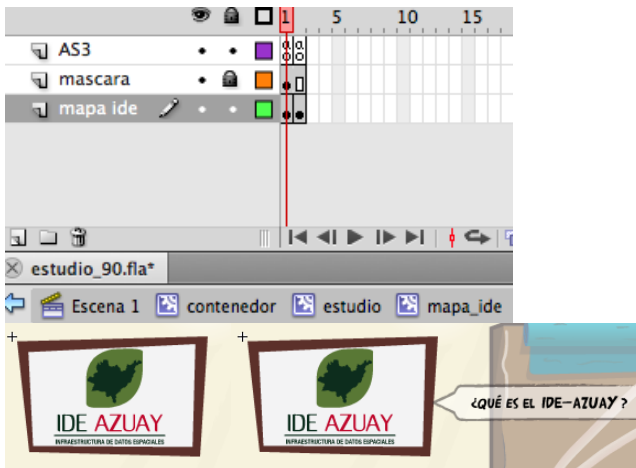 1 5 10 15
AS3
mascara
mapa ide
estudio_90.fla*
Escena 1 contenedor estudio mapa_ide
IDE AZUAY
INFRAESTRUCTURA DE DATOS ESPACIALES
IDE AZUAY
INFRAESTRUCTURA DE DATOS ESPACIALES
¿QUÉ ES EL IDE-AZUAY?